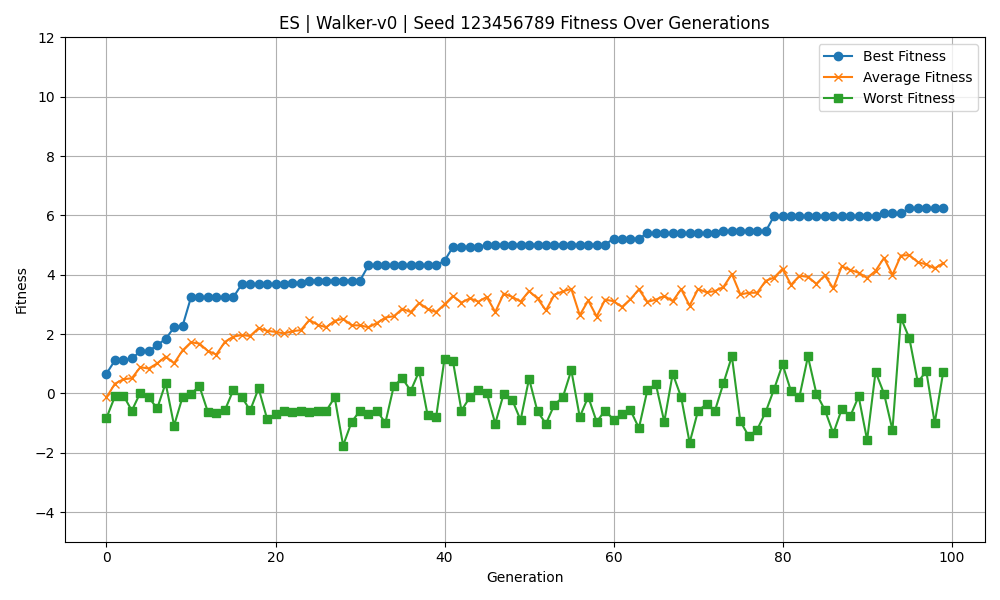 ES | Walker-v0 | Seed 123456789 Fitness Over Generations
Best Fitness
Average Fitness
Worst Fitness
12
10
8
6
4
2
0
−2
−4
Fitness
0 20 40 60 80 100
Generation